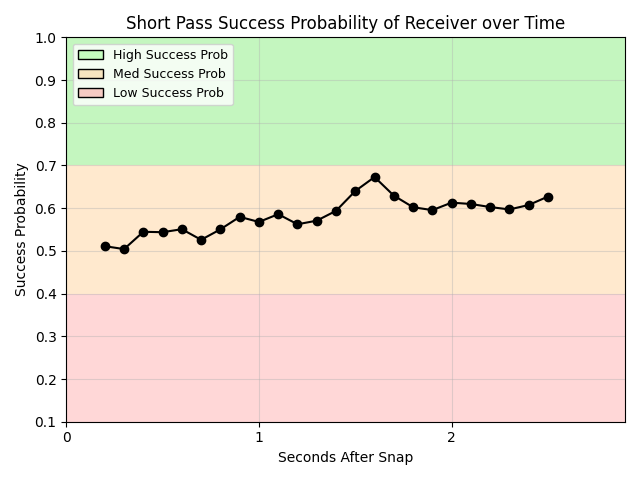 Short Pass Success Probability of Receiver over Time
1.0
High Success Prob
Med Success Prob
Low Success Prob
0.9
0.8
0.7
0.6
0.5
0.4
0.3
0.2
0.1
Success Probability
0 1 2
Seconds After Snap